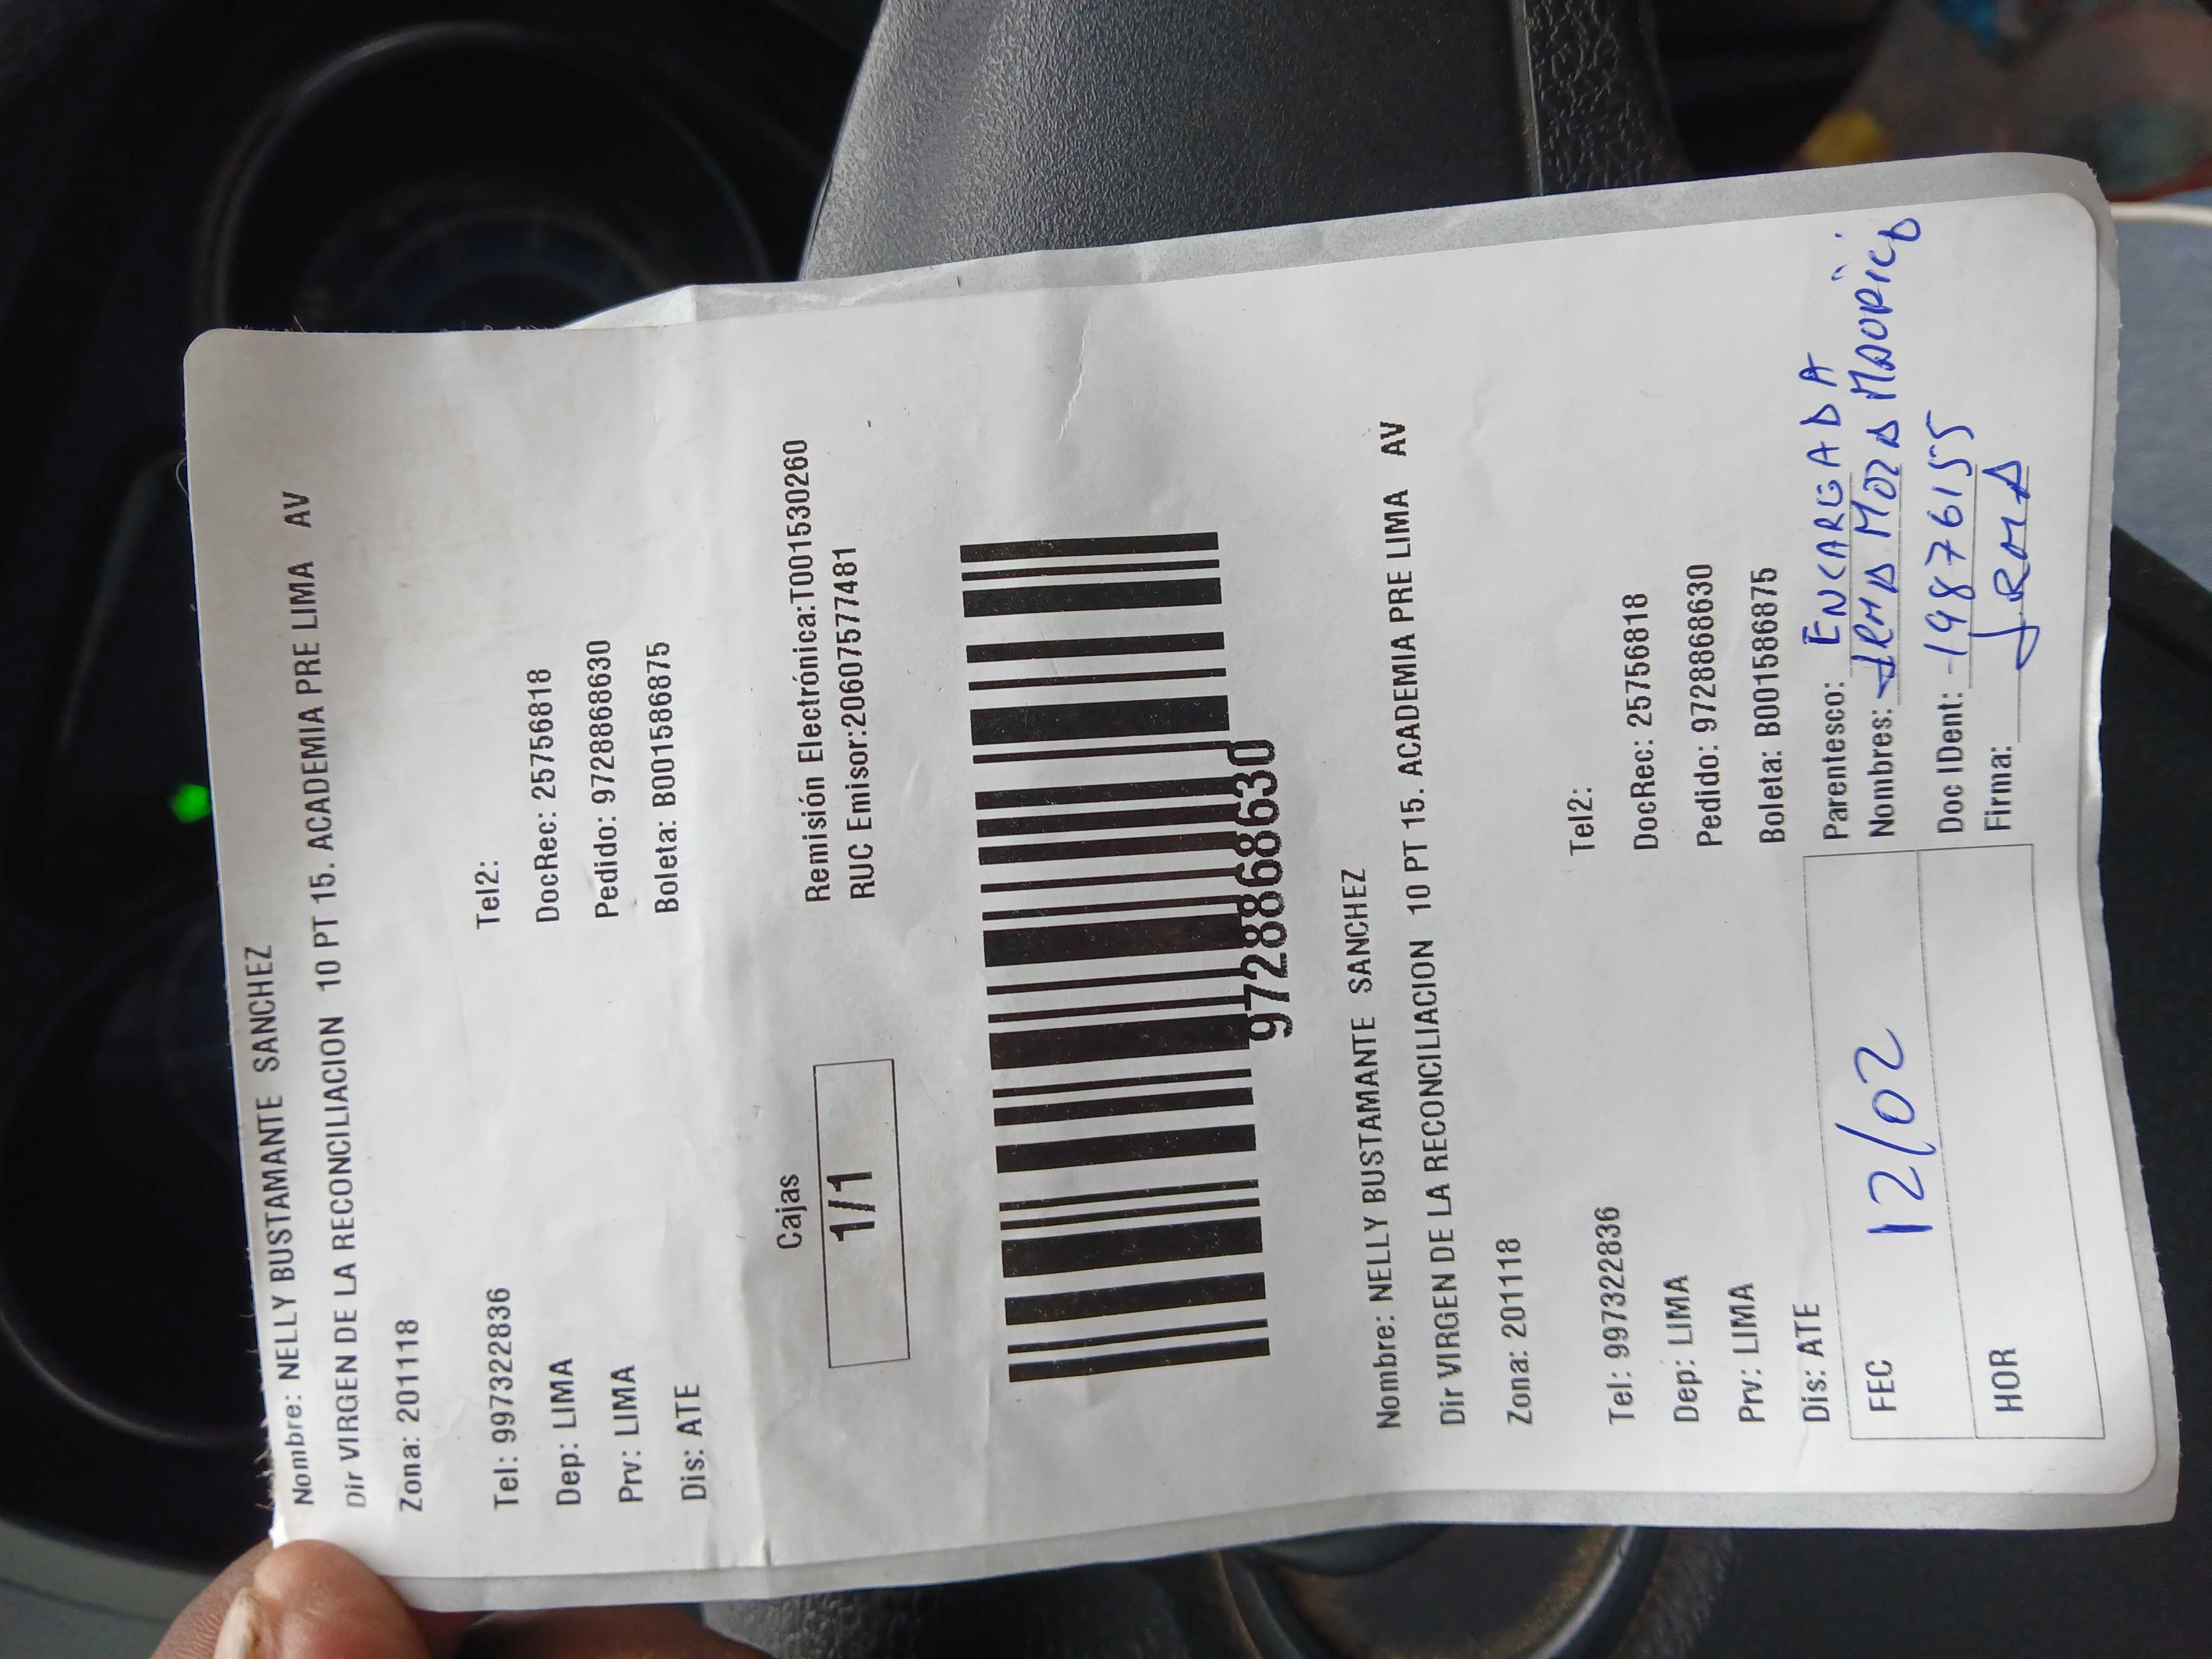 Nombre: NELLY BUSTAMANTE SANCHEZ
Dir VIRGEN DE LA RECONCILIACION 10 PT 15. ACADEMIA PRE LIMA AV
Zona: 201118
Tel: 997322836 Tel2:
Dep: LIMA DocRec: 25756818
Prv: LIMA Pedido: 97288686830
Dis: ATE Boleta: B001586875
Cajas Remisión Electrónica:T001530260
1/1 RUC Emisor:20607577481
97288686830
Nombre: NELLY BUSTAMANTE SANCHEZ
Dir VIRGEN DE LA RECONCILIACION 10 PT 15. ACADEMIA PRE LIMA AV
Zona: 201118
Tel: 997322836 Tel2:
Dep: LIMA DocRec: 25756818
Prv: LIMA Pedido: 97288686830
Dis: ATE Boleta: B001586875
FEC 12/02 Parentesco: ENCARGADA
Nombres:
HOR Doc IDent: 19876155
Firma: